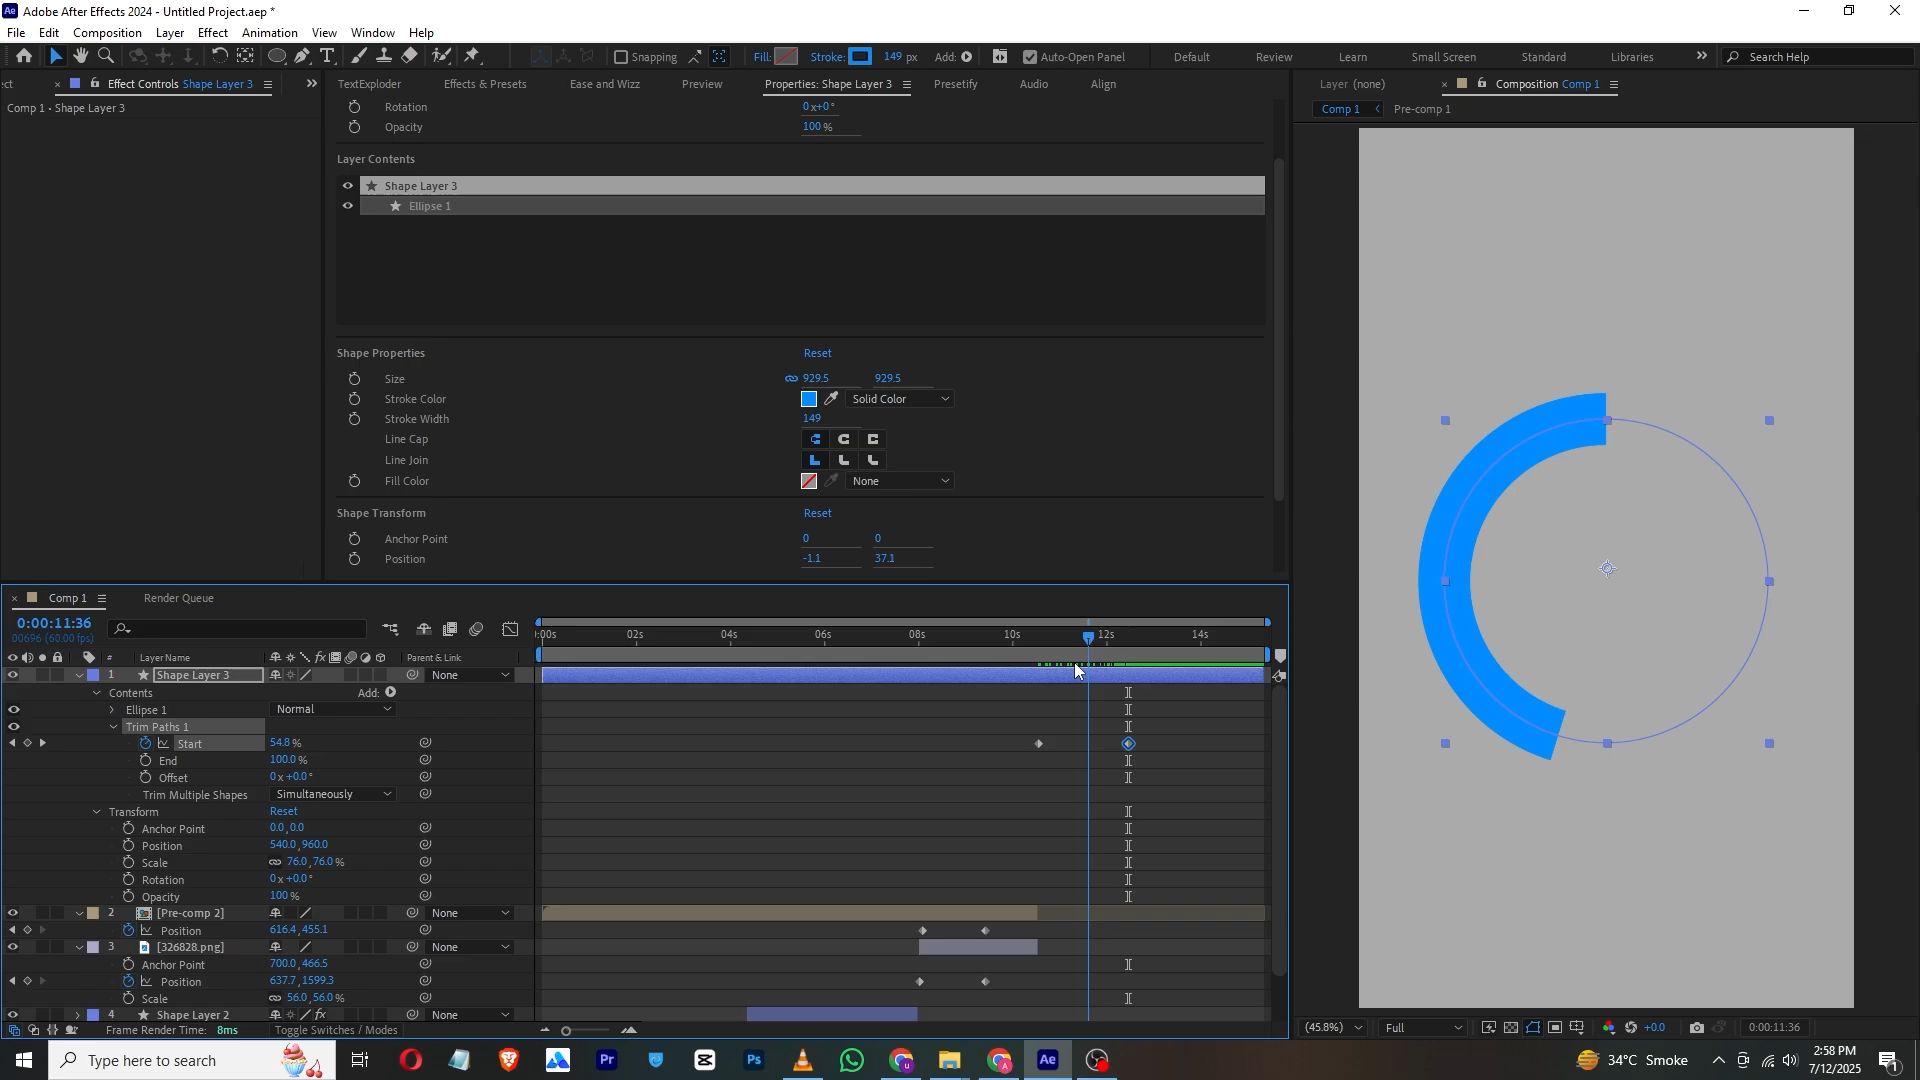 Adobe After Effects 2024 - Untitled Project.aep *
File Edit Composition Layer Effect Animation View Window Help
Snapping Fill: Stroke: 149 px Add: Auto-Open Panel Default Review Learn Small Screen Standard Libraries Search Help
ect Effect Controls Shape Layer 3 TextExploder Effects & Presets Ease and Wizz Preview Properties: Shape Layer 3 Presetify Audio Align Layer (none) Composition Comp 1
Comp 1 • Shape Layer 3
Comp 1 Pre-comp 1
Rotation 0x+0°
Opacity 100 %
Layer Contents
Shape Layer 3
Ellipse 1
Shape Properties Reset
Size 929.5 929.5
Stroke Color Solid Color
Stroke Width 149
Line Cap
Line Join
Fill Color None
Shape Transform Reset
Anchor Point 0 0
Position -1.1 37.1
Comp 1 Render Queue
0:00:11:36
00696 (60.00 fps)
:00s 02s 04s 06s 08s 10s 12s 14s
# Layer Name Parent & Link
1 Shape Layer 3 None
Contents Add:
Ellipse 1 Normal
Trim Paths 1
Start 54.8 %
End 100.0 %
Offset 0x+0.0°
Trim Multiple Shapes Simultaneously
Transform Reset
Anchor Point 0.0,0.0
Position 540.0,960.0
Scale 76.0,76.0 %
Rotation 0x+0.0°
Opacity 100 %
2 [Pre-comp 2] None
Position 616.4,455.1
3 [326828.png] None
Anchor Point 700.0,466.5
Position 637.7,1599.3
Scale 56.0,56.0 %
4 Shape Layer 2 None
Frame Render Time: 8ms Toggle Switches / Modes
(45.8%) Full +0.0 0:00:11:36
Type here to search
34°C Smoke
2:58 PM
7/12/2025